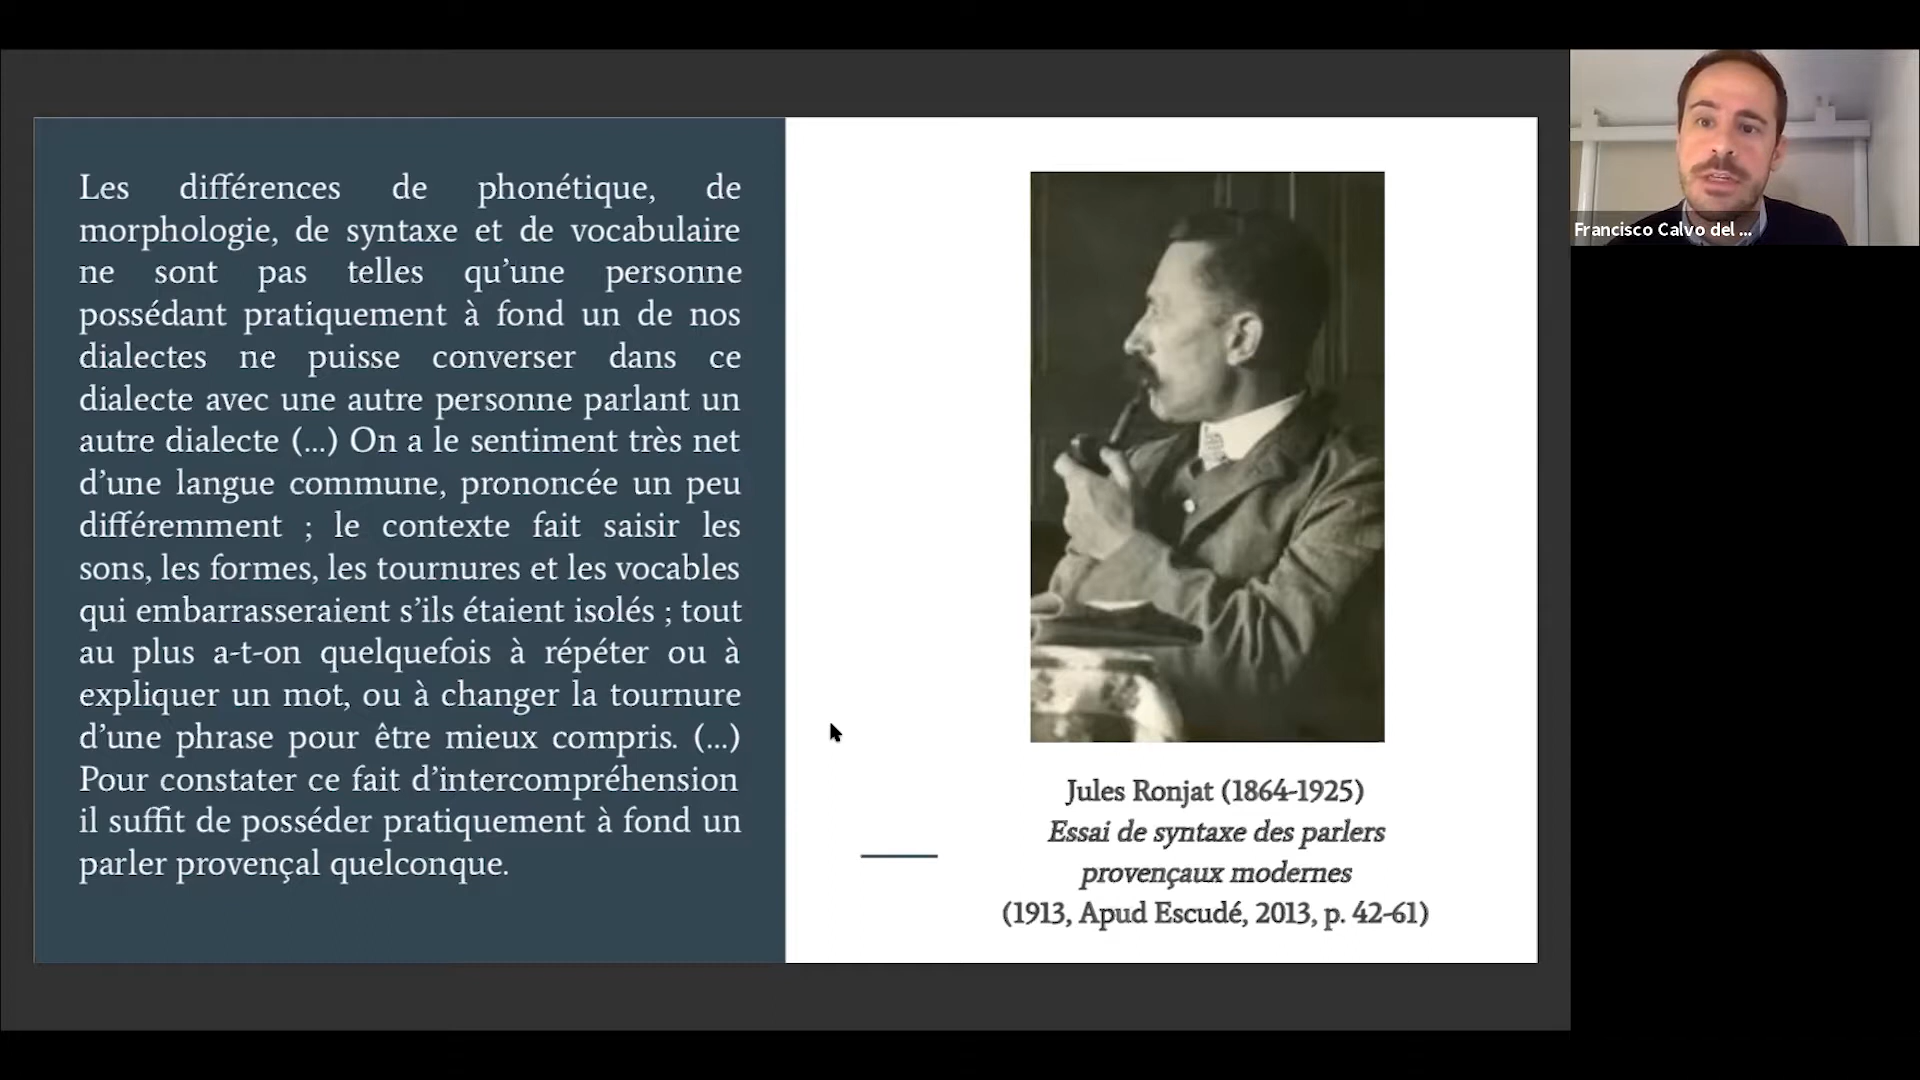 Les différences de phonétique, de
morphologie, de syntaxe et de vocabulaire
ne sont pas telles qu’une personne
possédant pratiquement à fond un de nos
dialectes ne puisse converser dans ce
dialecte avec une autre personne parlant un
autre dialecte (...) On a le sentiment très net
d’une langue commune, prononcée un peu
différemment ; le contexte fait saisir les
sons, les formes, les tournures et les vocables
qui embarrasseraient s’ils étaient isolés ; tout
au plus a-t-on quelquefois à répéter ou à
expliquer un mot, ou à changer la tournure
d’une phrase pour être mieux compris. (...)
Pour constater ce fait d’intercompréhension
il suffit de posséder pratiquement à fond un
parler provençal quelconque.
Jules Ronjat (1864-1925)
Essai de syntaxe des parlers
provençaux modernes
(1913, Apud Escudé, 2013, p. 42-61)
Francisco Calvo del ...